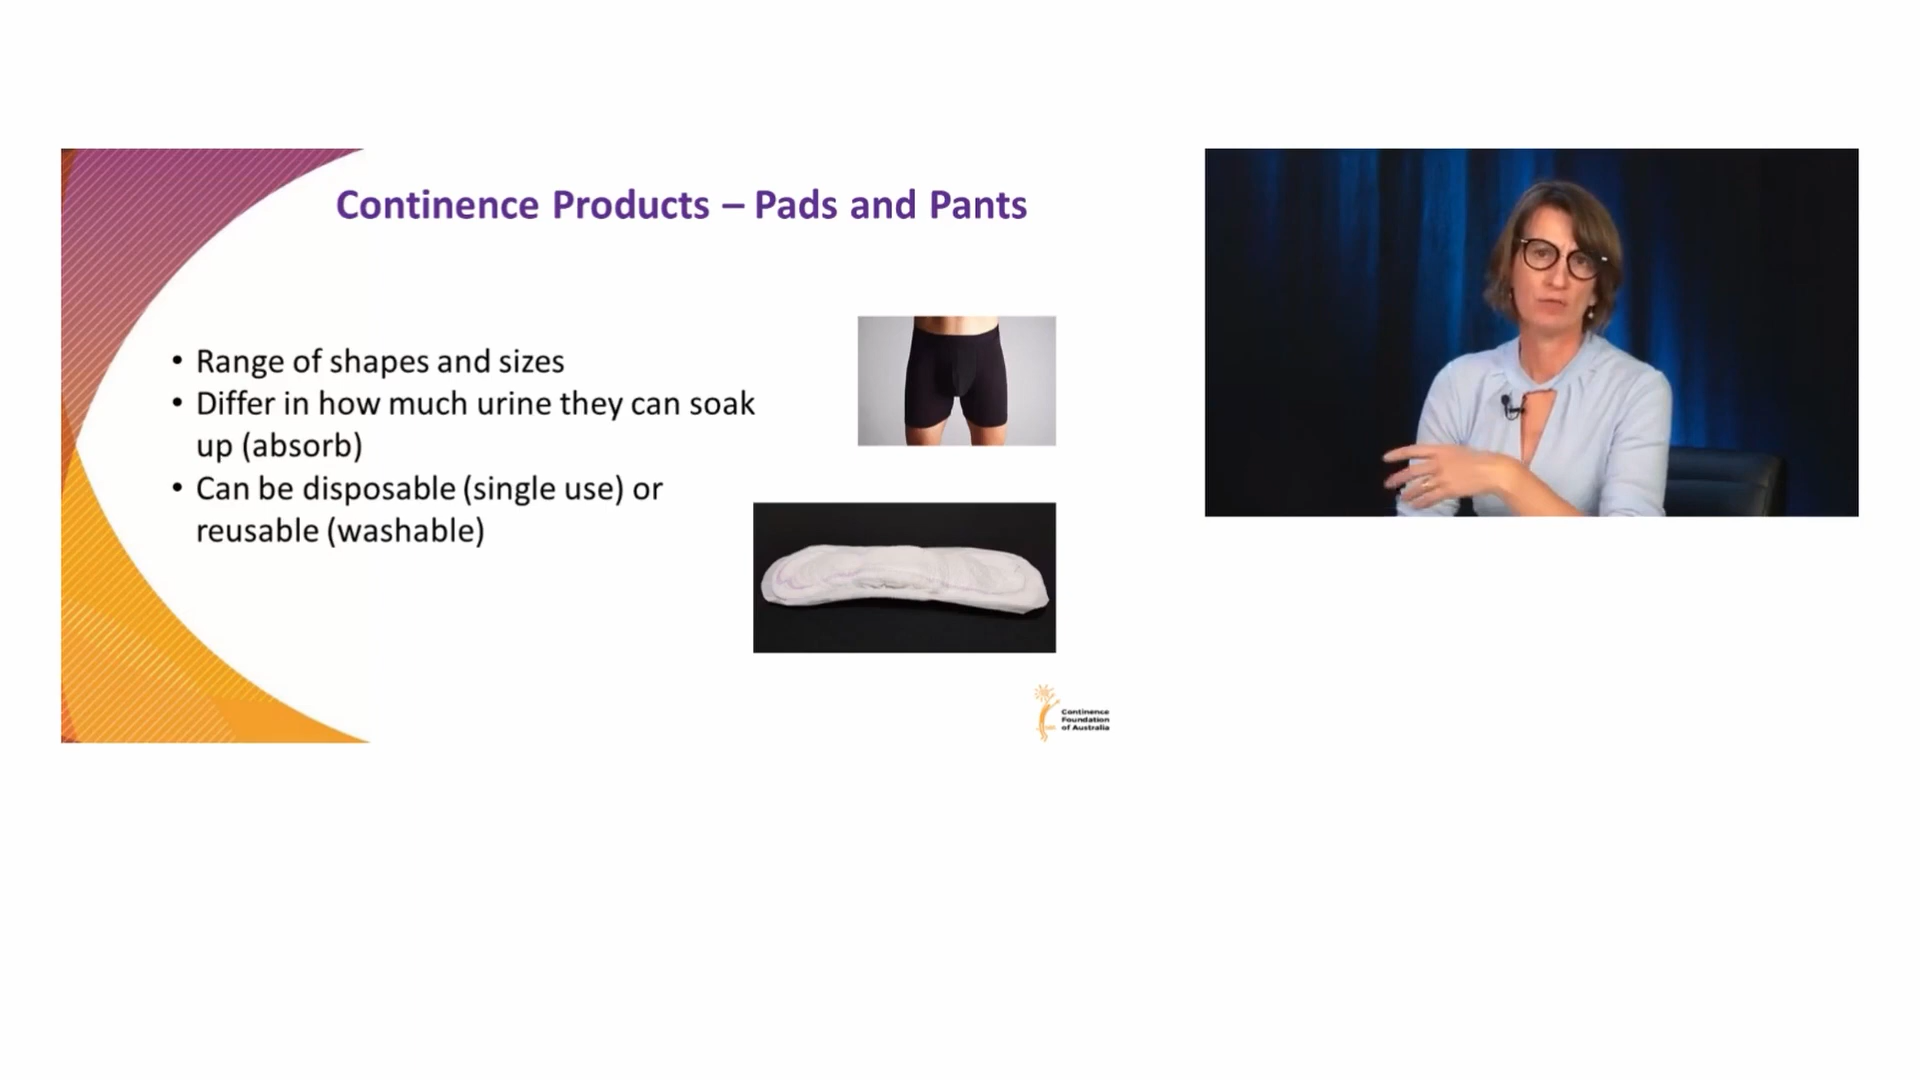 Continence Products – Pads and Pants
• Range of shapes and sizes
• Differ in how much urine they can soak
up (absorb)
• Can be disposable (single use) or
reusable (washable)
Continence
Foundation
of Australia